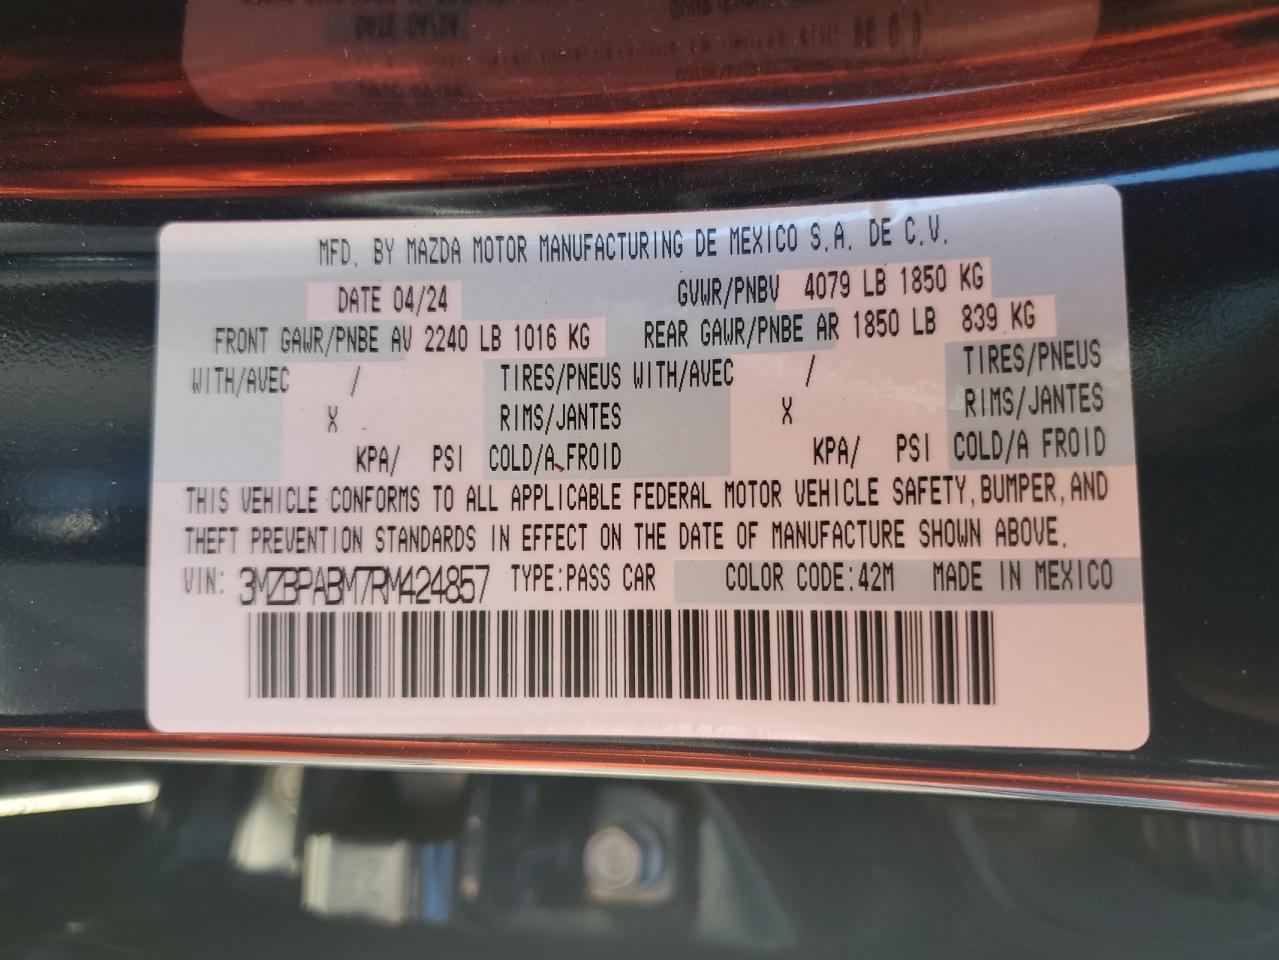 MFD. BY MAZDA MOTOR MANUFACTURING DE MEXICO S.A. DE C.V.
DATE 04/24 GVWR/PNBV 4079 LB 1850 KG
FRONT GAWR/PNBE AV 2240 LB 1016 KG REAR GAWR/PNBE AR 1850 LB 839 KG
WITH/AVEC / TIRES/PNEUS WITH/AVEC / TIRES/PNEUS
X RIMS/JANTES X RIMS/JANTES
KPA/ PSI COLD/A FROID KPA/ PSI COLD/A FROID
THIS VEHICLE CONFORMS TO ALL APPLICABLE FEDERAL MOTOR VEHICLE SAFETY, BUMPER, AND
THEFT PREVENTION STANDARDS IN EFFECT ON THE DATE OF MANUFACTURE SHOWN ABOVE.
VIN: 3MZBPABM7RM424857 TYPE:PASS CAR COLOR CODE:42M MADE IN MEXICO